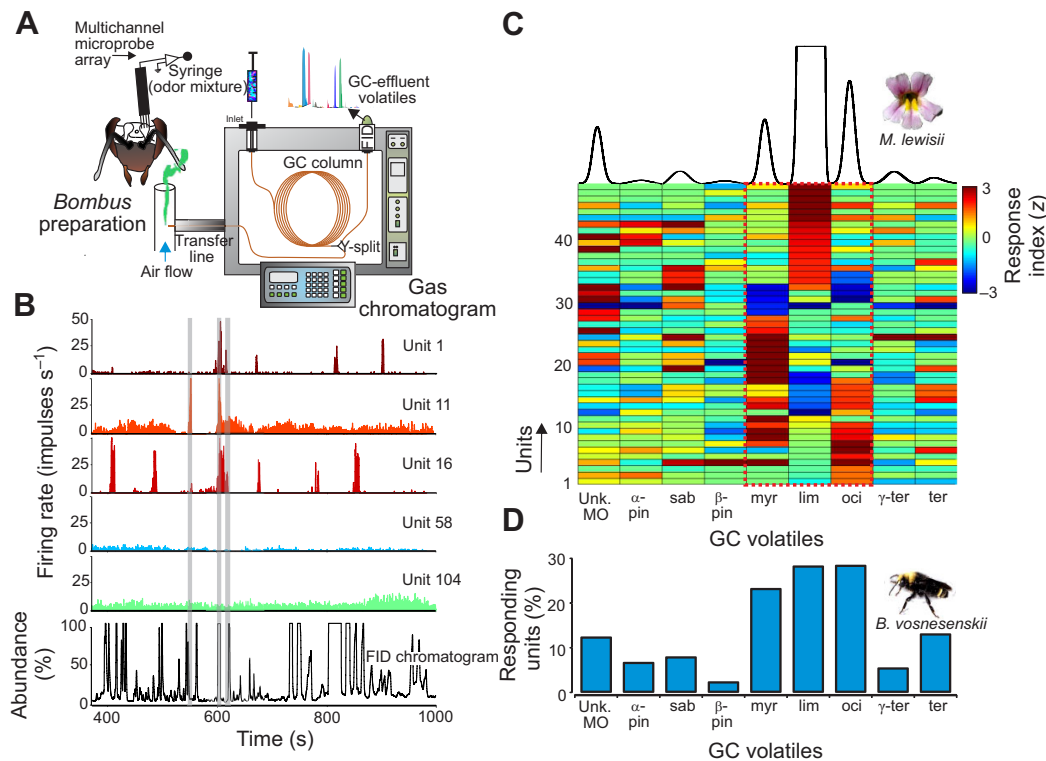 A
Multichannel
microprobe
array
Syringe
(odor mixture)
GC-effluent
volatiles
Inlet
FID
GC column
Bombus
preparation
Transfer
line
Y-split
Air flow
Gas
chromatogram
B
Firing rate (impulses s–1)
50
25
0
Unit 1
25
0
Unit 11
25
0
Unit 16
25
0
Unit 58
25
0
Unit 104
Abundance
(%)
100
50
0
FID chromatogram
400
600
800
1000
Time (s)
C
M. lewisii
3
0
–3
Response
index (z)
Units
40
30
20
10
1
Unk.
MO
α-
pin
sab
β-
pin
myr
lim
oci
γ-ter
ter
GC volatiles
D
Responding
units (%)
30
20
10
0
B. vosnesenskii
Unk.
MO
α-
pin
sab
β-
pin
myr
lim
oci
γ-ter
ter
GC volatiles